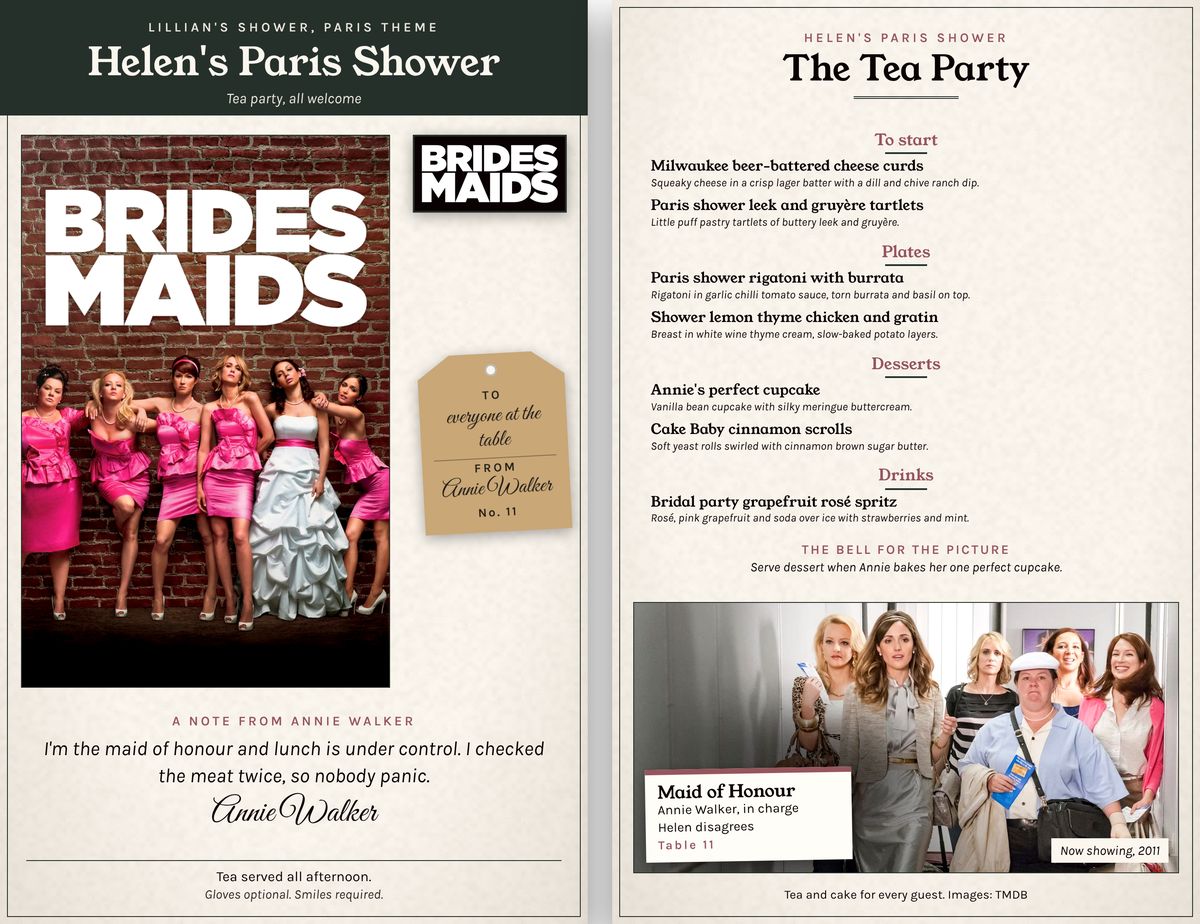 LILLIAN'S SHOWER, PARIS THEME
Helen's Paris Shower
Tea party, all welcome
BRIDES
MAIDS
BRIDES
MAIDS
TO
everyone at the
table
FROM
Annie Walker
No. 11
A NOTE FROM ANNIE WALKER
I'm the maid of honour and lunch is under control. I checked
the meat twice, so nobody panic.
Annie Walker
Tea served all afternoon.
Gloves optional. Smiles required.
HELEN'S PARIS SHOWER
The Tea Party
To start
Milwaukee beer-battered cheese curds
Squeaky cheese in a crisp lager batter with a dill and chive ranch dip.
Paris shower leek and gruyère tartlets
Little puff pastry tartlets of buttery leek and gruyère.
Plates
Paris shower rigatoni with burrata
Rigatoni in garlic chilli tomato sauce, torn burrata and basil on top.
Shower lemon thyme chicken and gratin
Breast in white wine thyme cream, slow-baked potato layers.
Desserts
Annie's perfect cupcake
Vanilla bean cupcake with silky meringue buttercream.
Cake Baby cinnamon scrolls
Soft yeast rolls swirled with cinnamon brown sugar butter.
Drinks
Bridal party grapefruit rosé spritz
Rosé, pink grapefruit and soda over ice with strawberries and mint.
THE BELL FOR THE PICTURE
Serve dessert when Annie bakes her one perfect cupcake.
Maid of Honour
Annie Walker, in charge
Helen disagrees
Table 11
Now showing, 2011
Tea and cake for every guest. Images: TMDB